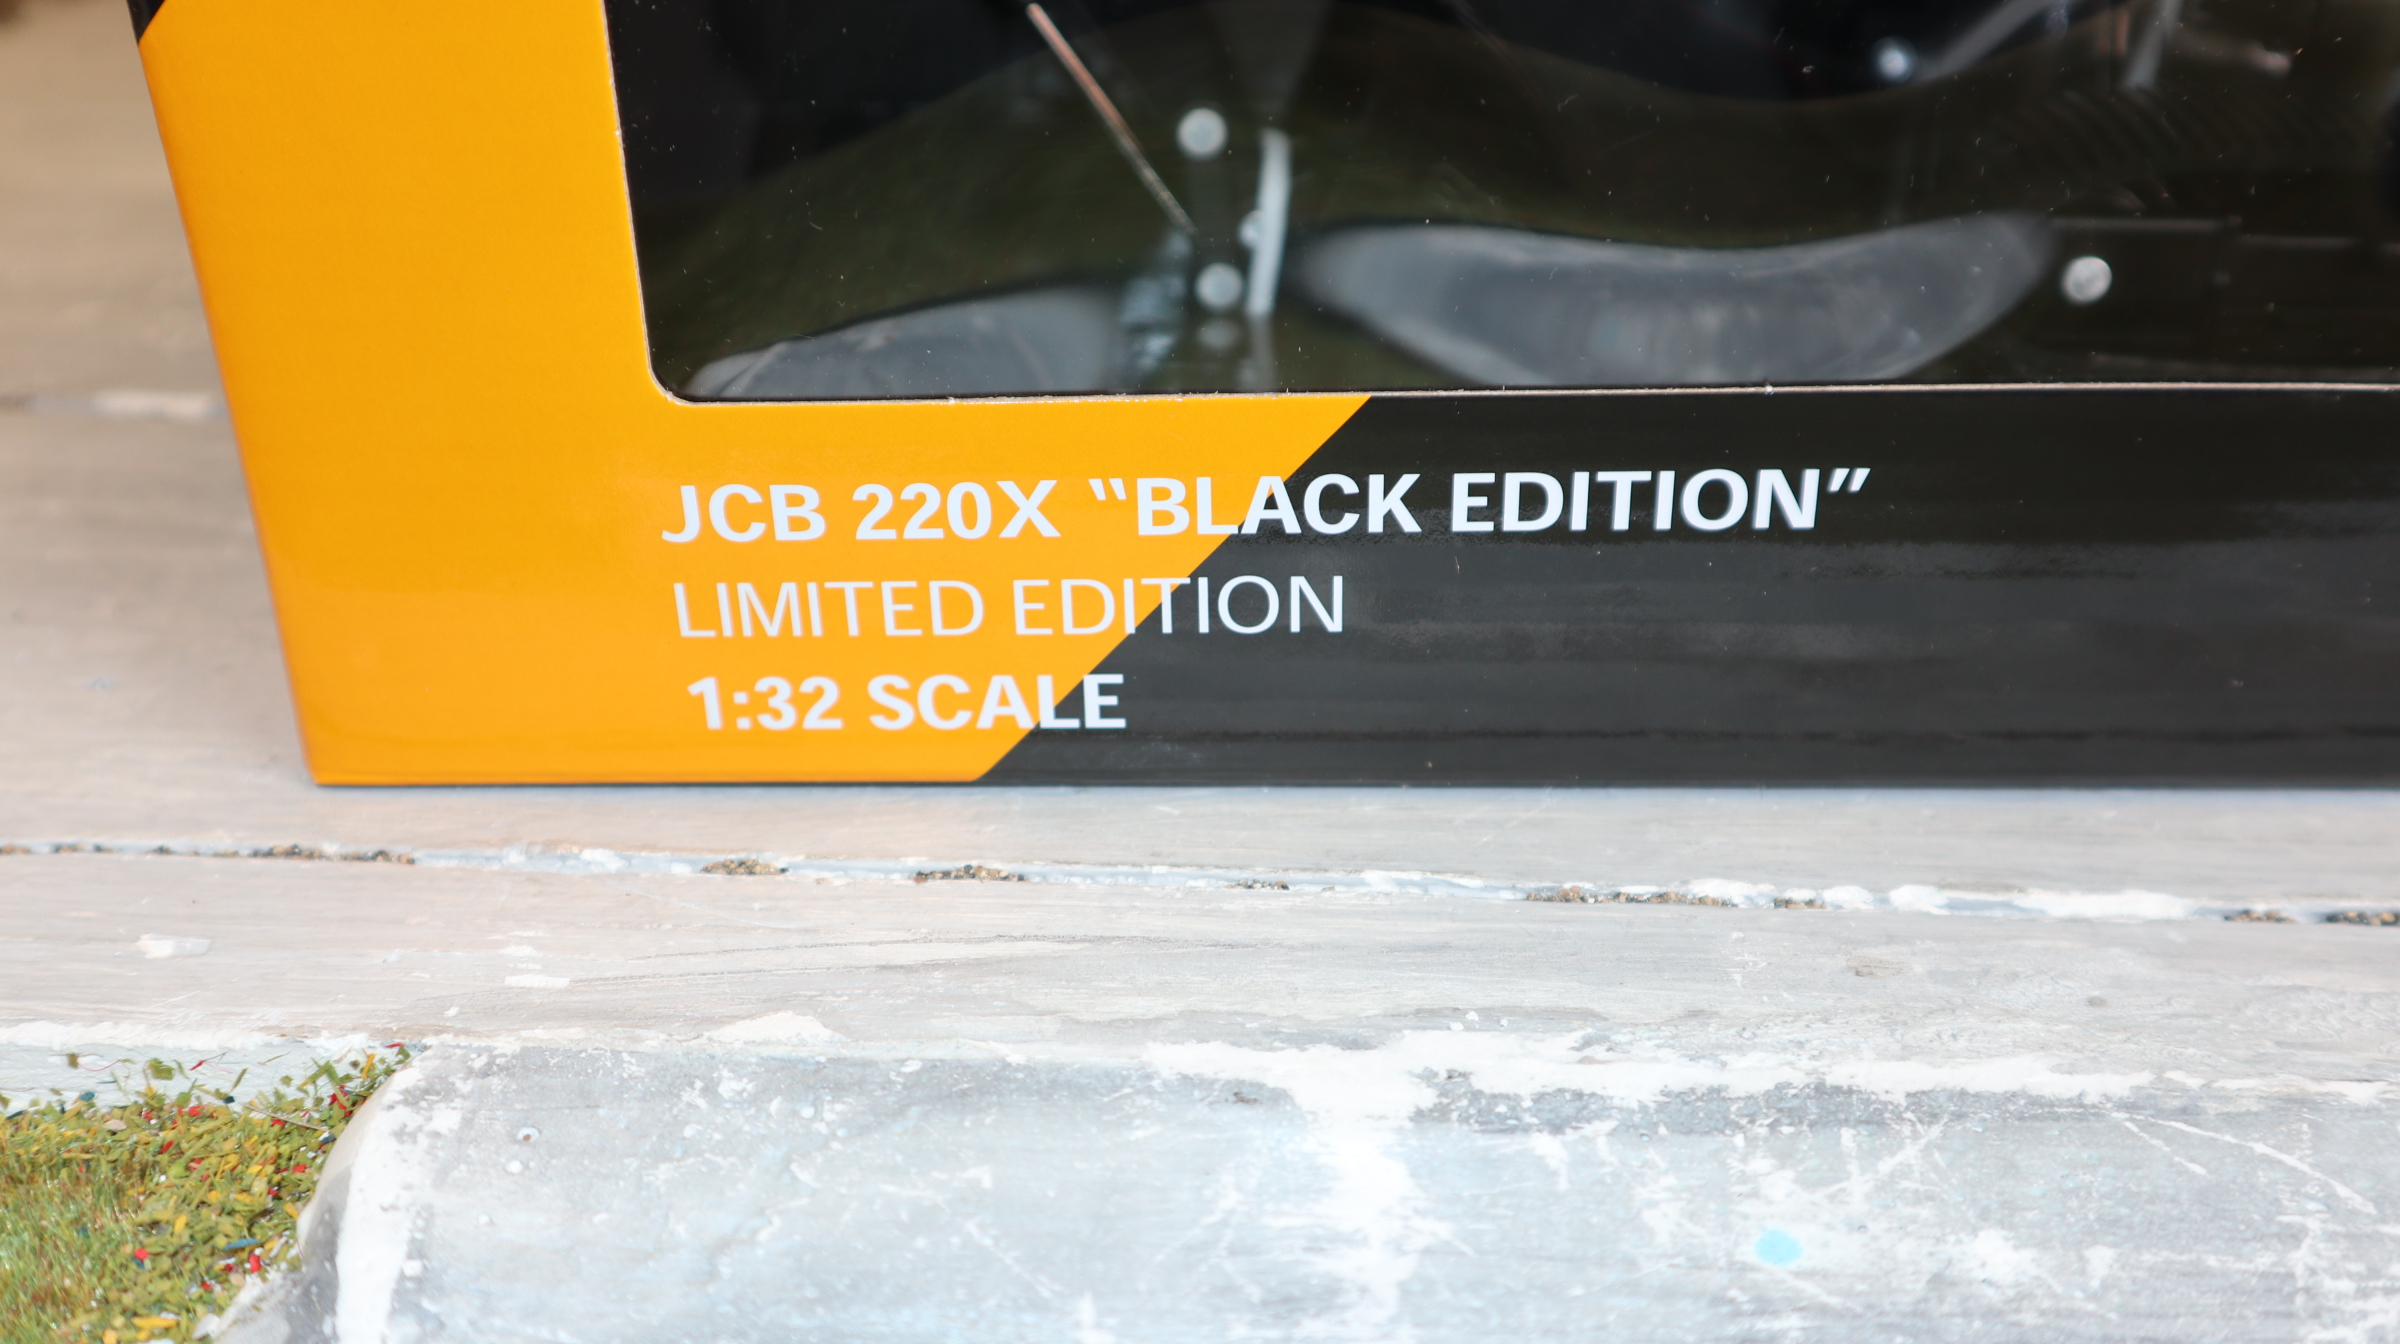 JCB 220X “BLACK EDITION”
LIMITED EDITION
1:32 SCALE